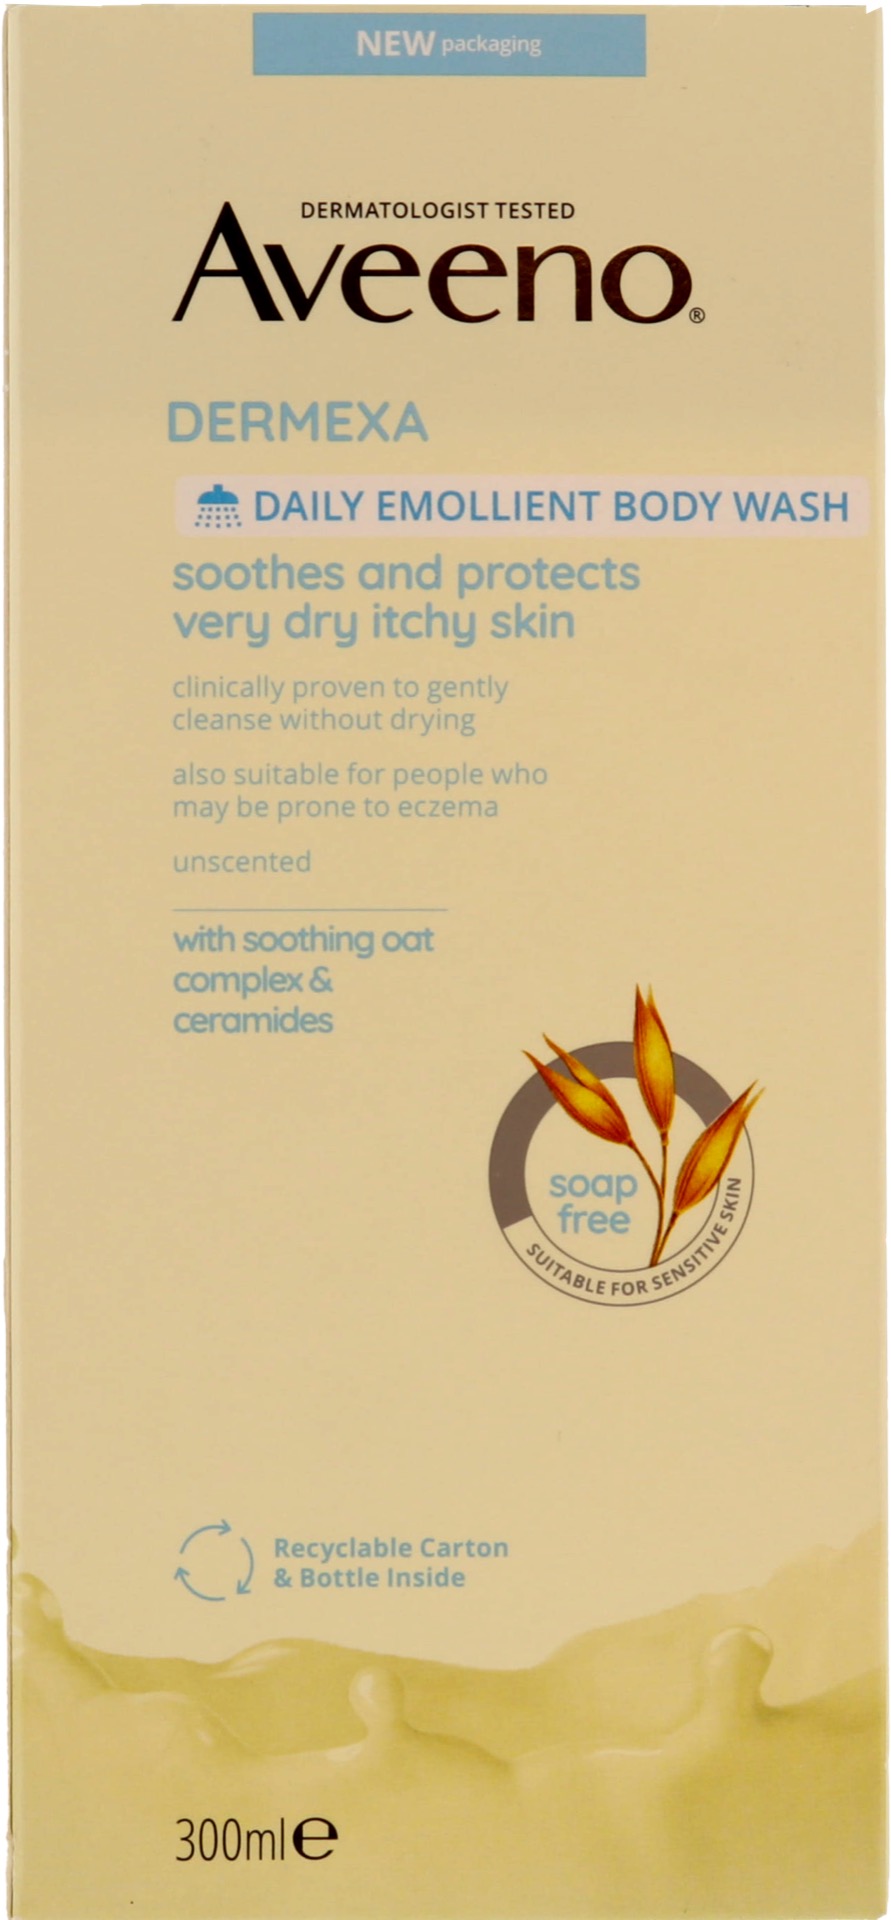 NEW packaging
DERMATOLOGIST TESTED
Aveeno®
DERMEXA
DAILY EMOLLIENT BODY WASH
soothes and protects
very dry itchy skin
clinically proven to gently
cleanse without drying
also suitable for people who
may be prone to eczema
unscented
with soothing oat
complex &
ceramides
soap
free
SUITABLE FOR SENSITIVE SKIN
Recyclable Carton
& Bottle Inside
300ml℮